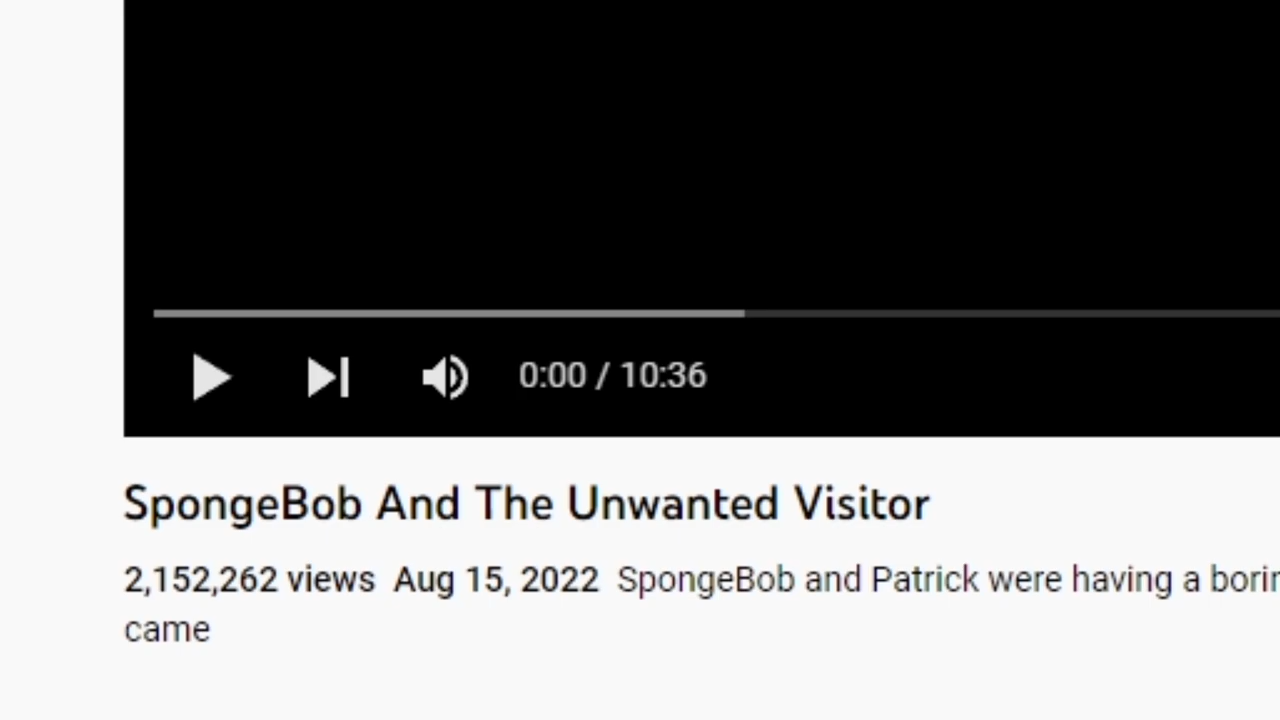 0:00 / 10:36
SpongeBob And The Unwanted Visitor
2,152,262 views Aug 15, 2022 SpongeBob and Patrick were having a
came